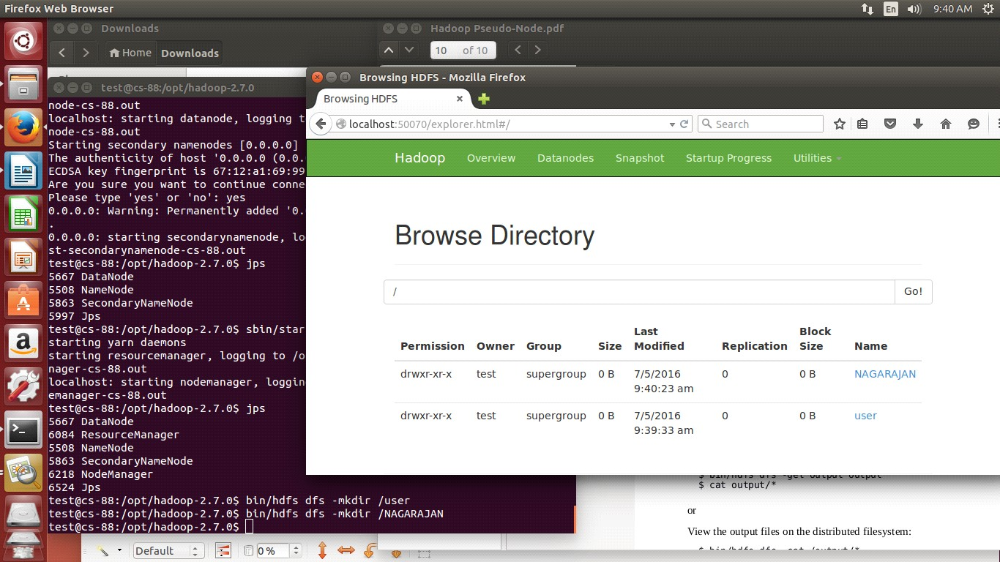 Firefox Web Browser
En
9:40 AM
Downloads
Home
Downloads
Hadoop Pseudo-Node.pdf
10 of 10
test@cs-88:/opt/hadoop-2.7.0
node-cs-88.out
localhost: starting datanode, logging t
node-cs-88.out
Starting secondary namenodes [0.0.0.0]
The authenticity of host '0.0.0.0 (0.0.
ECDSA key fingerprint is 67:12:a1:69:99
Are you sure you want to continue conne
Please type 'yes' or 'no': yes
0.0.0.0: Warning: Permanently added '0.
.
0.0.0.0: starting secondarynamenode, lo
st-secondarynamenode-cs-88.out
test@cs-88:/opt/hadoop-2.7.0$ jps
5667 DataNode
5508 NameNode
5863 SecondaryNameNode
5997 Jps
test@cs-88:/opt/hadoop-2.7.0$ sbin/star
starting yarn daemons
starting resourcemanager, logging to /o
nager-cs-88.out
localhost: starting nodemanager, loggin
emanager-cs-88.out
test@cs-88:/opt/hadoop-2.7.0$ jps
5667 DataNode
6084 ResourceManager
5508 NameNode
5863 SecondaryNameNode
6218 NodeManager
6524 Jps
test@cs-88:/opt/hadoop-2.7.0$ bin/hdfs dfs -mkdir /user
test@cs-88:/opt/hadoop-2.7.0$ bin/hdfs dfs -mkdir /NAGARAJAN
test@cs-88:/opt/hadoop-2.7.0$
Browsing HDFS - Mozilla Firefox
Browsing HDFS
localhost:50070/explorer.html#/
Search
Hadoop Overview Datanodes Snapshot Startup Progress Utilities
Browse Directory
/
Go!
Permission Owner Group Size Last Modified Replication Block Size Name
drwxr-xr-x test supergroup 0 B 7/5/2016 9:40:23 am 0 0 B NAGARAJAN
drwxr-xr-x test supergroup 0 B 7/5/2016 9:39:33 am 0 0 B user
$ bin/hdfs dfs -get output output
$ cat output/*
or
View the output files on the distributed filesystem:
$ bin/hdfs dfs -cat /output/*
Default
0 %